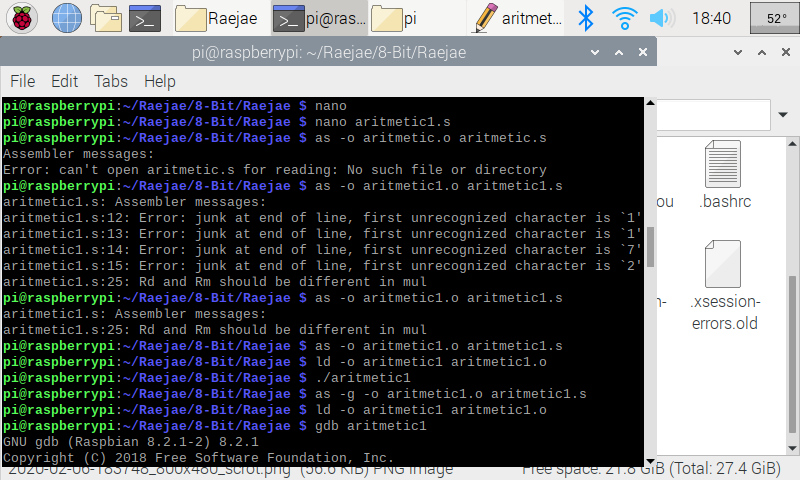 Raejae
pi@ras...
pi
aritmet...
18:40
52°
pi@raspberrypi: ~/Raejae/8-Bit/Raejae
File Edit Tabs Help
pi@raspberrypi:~/Raejae/8-Bit/Raejae $ nano
pi@raspberrypi:~/Raejae/8-Bit/Raejae $ nano aritmetic1.s
pi@raspberrypi:~/Raejae/8-Bit/Raejae $ as -o aritmetic.o aritmetic.s
Assembler messages:
Error: can't open aritmetic.s for reading: No such file or directory
pi@raspberrypi:~/Raejae/8-Bit/Raejae $ as -o aritmetic1.o aritmetic1.s
aritmetic1.s: Assembler messages:
aritmetic1.s:12: Error: junk at end of line, first unrecognized character is `1'
aritmetic1.s:13: Error: junk at end of line, first unrecognized character is `1'
aritmetic1.s:14: Error: junk at end of line, first unrecognized character is `7'
aritmetic1.s:15: Error: junk at end of line, first unrecognized character is `2'
aritmetic1.s:25: Rd and Rm should be different in mul
pi@raspberrypi:~/Raejae/8-Bit/Raejae $ as -o aritmetic1.o aritmetic1.s
aritmetic1.s: Assembler messages:
aritmetic1.s:25: Rd and Rm should be different in mul
pi@raspberrypi:~/Raejae/8-Bit/Raejae $ as -o aritmetic1.o aritmetic1.s
pi@raspberrypi:~/Raejae/8-Bit/Raejae $ ld -o aritmetic1 aritmetic1.o
pi@raspberrypi:~/Raejae/8-Bit/Raejae $ ./aritmetic1
pi@raspberrypi:~/Raejae/8-Bit/Raejae $ as -g -o aritmetic1.o aritmetic1.s
pi@raspberrypi:~/Raejae/8-Bit/Raejae $ ld -o aritmetic1 aritmetic1.o
pi@raspberrypi:~/Raejae/8-Bit/Raejae $ gdb aritmetic1
GNU gdb (Raspbian 8.2.1-2) 8.2.1
Copyright (C) 2018 Free Software Foundation, Inc.
ou
.bashrc
n-
.xsession-
errors.old
2020-02-06-183748_800x480_scrot.png (56.6 KiB) PNG image
Free space: 21.8 GiB (Total: 27.4 GiB)